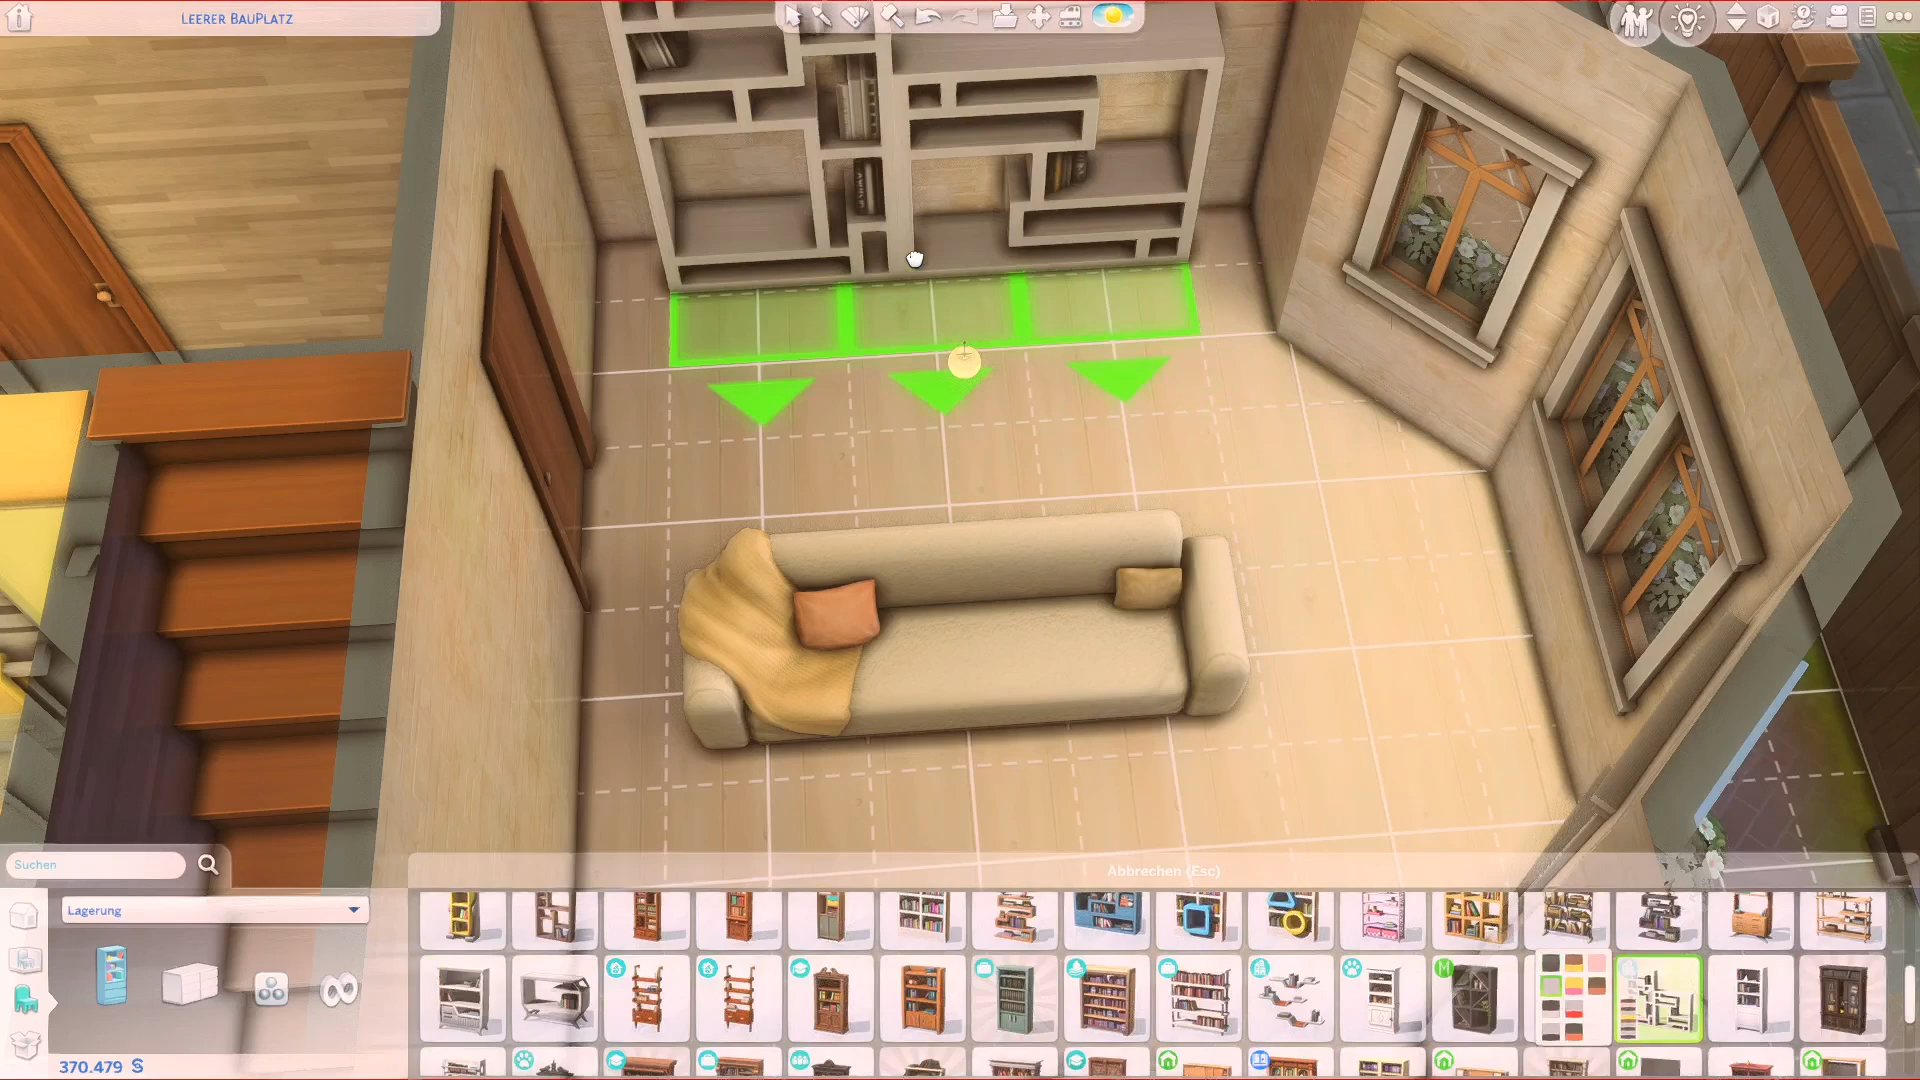 LEERER BAUPLATZ
Suchen
Abbrechen (Esc)
Lagerung
370.479 S